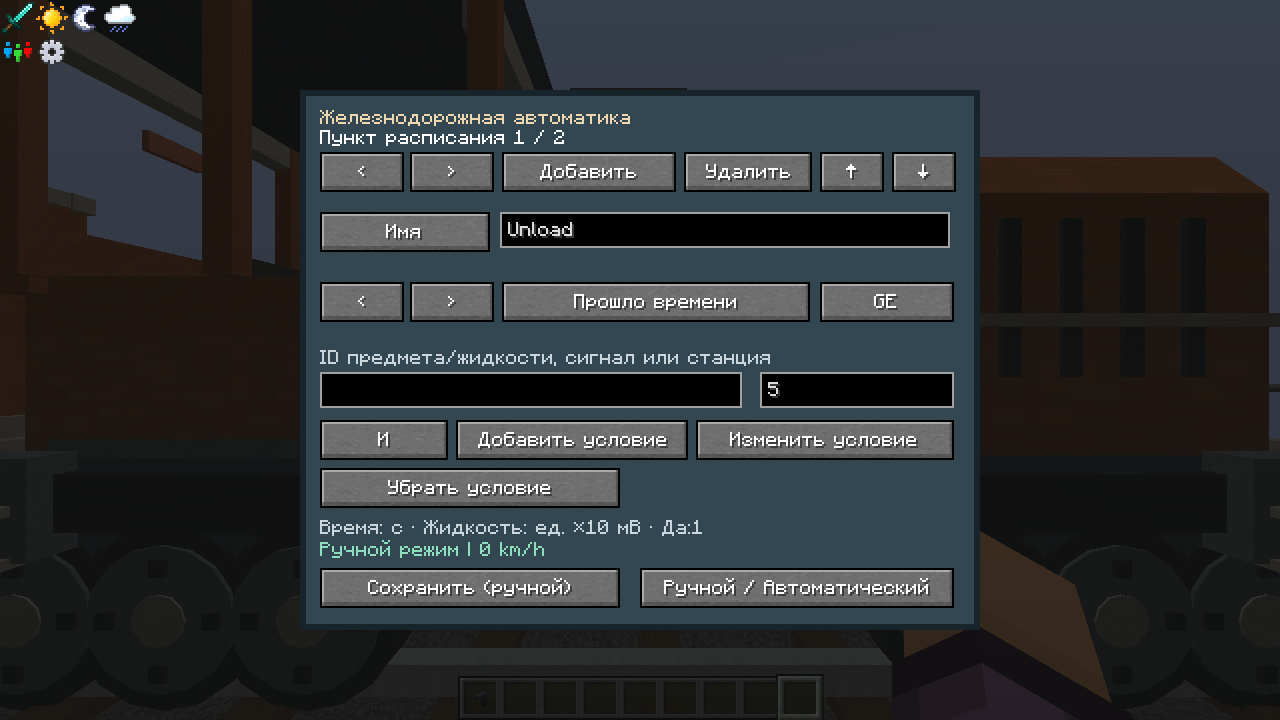 Железнодорожная автоматика
Пункт расписания 1 / 2
< > Добавить Удалить ↑ ↓
Имя Unload
< > Прошло времени GE
ID предмета/жидкости, сигнал или станция
5
И Добавить условие Изменить условие
Убрать условие
Время: с · Жидкость: ед. ×10 мВ · Да:1
Ручной режим | 0 km/h
Сохранить (ручной) Ручной / Автоматический